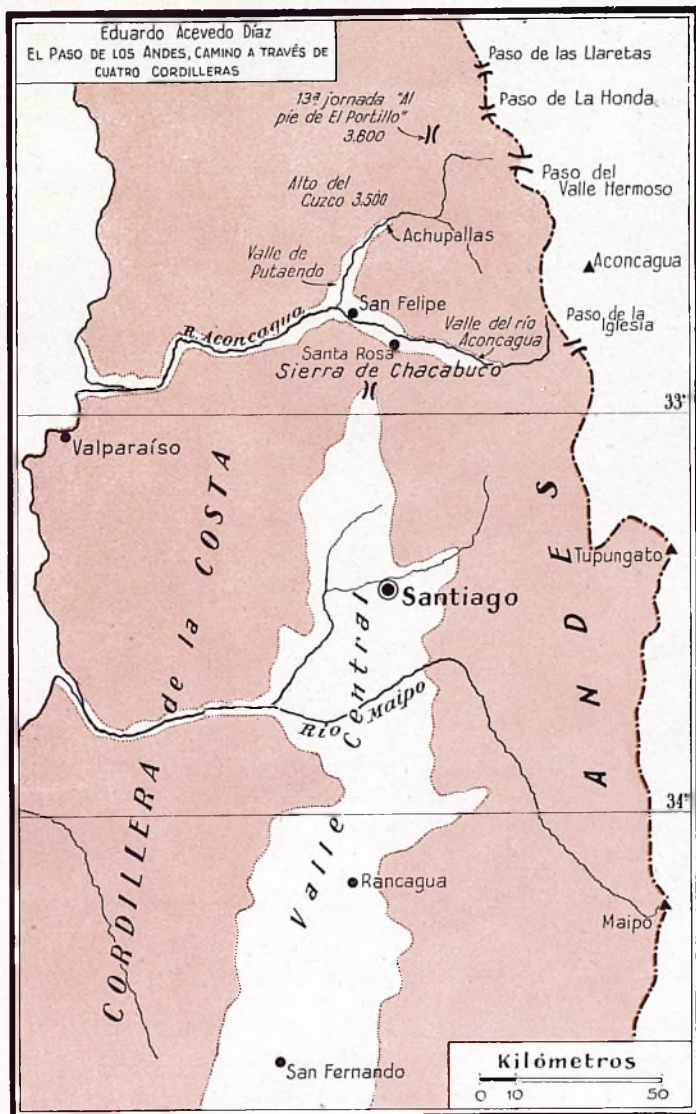 Eduardo Acevedo Díaz
EL PASO DE LOS ANDES, CAMINO A TRAVÉS DE
CUATRO CORDILLERAS
Paso de las Llaretas
Paso de La Honda
13ª jornada "Al
pie de El Portillo"
3.600
Paso del
Valle Hermoso
Alto del
Cuzco 3.500
Achupallas
Valle de
Putaendo
Aconcagua
San Felipe
R. Aconcagua
Valle del río
Aconcagua
Paso de la
Iglesia
Santa Rosa
Sierra de Chacabuco
33°
Valparaíso
CORDILLERA de la COSTA
ANDES
Tupungato
Santiago
Valle Central
Río Maipo
34°
Rancagua
Maipo
San Fernando
Kilómetros
0 10 50